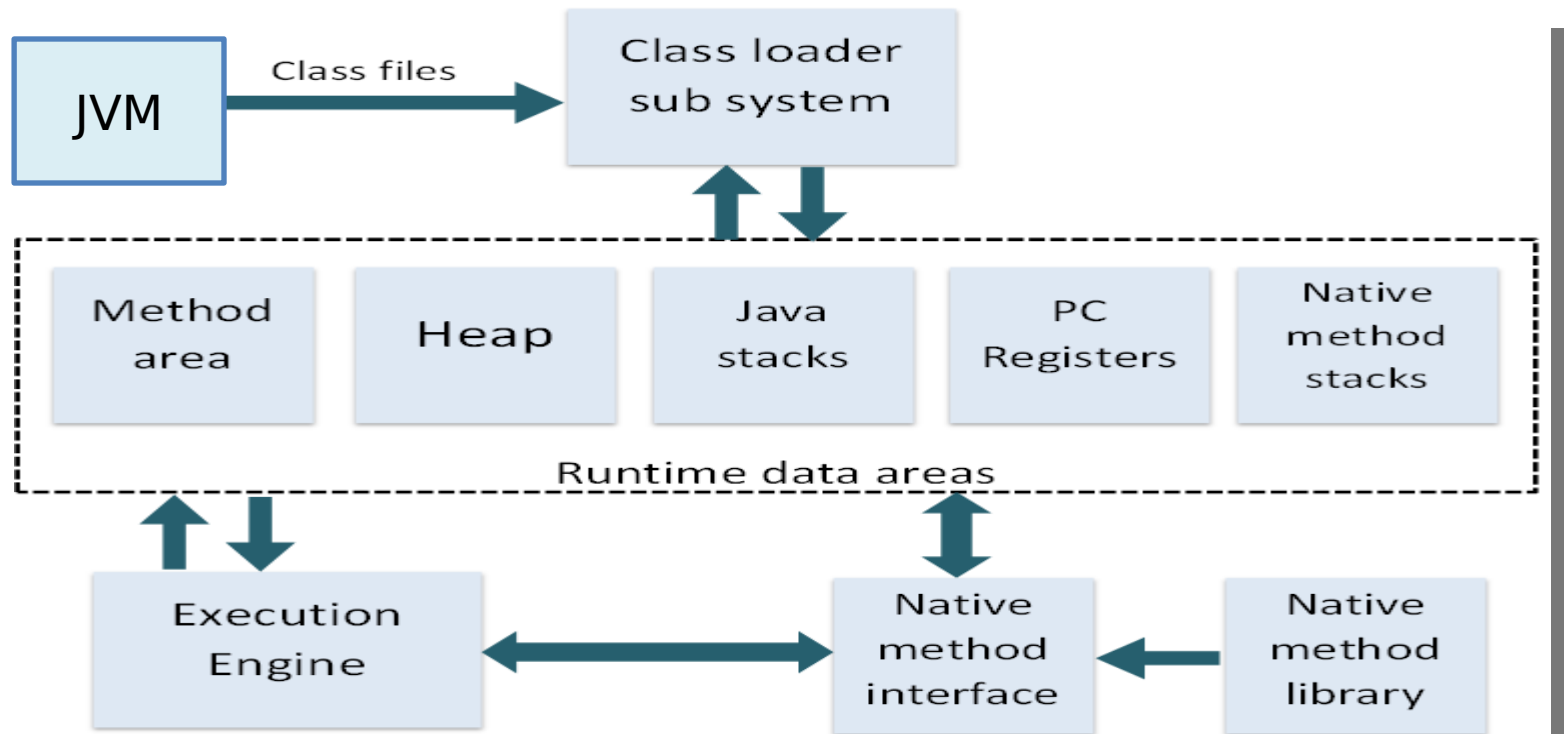 JVM
Class files
Class loader
sub system
Method
area
Heap
Java
stacks
PC
Registers
Native
method
stacks
Runtime data areas
Execution
Engine
Native
method
interface
Native
method
library